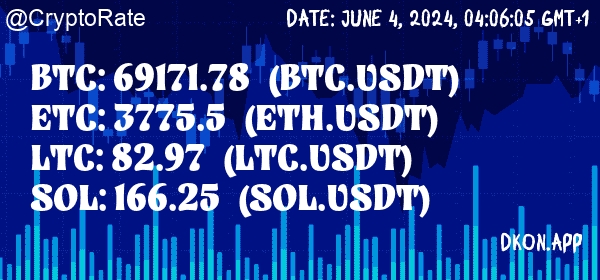 @CryptoRate
DATE: JUNE 4, 2024, 04:06:05 GMT+1
BTC: 69171.78 (BTC.USDT)
ETC: 3775.5 (ETH.USDT)
LTC: 82.97 (LTC.USDT)
SOL: 166.25 (SOL.USDT)
DKON.APP